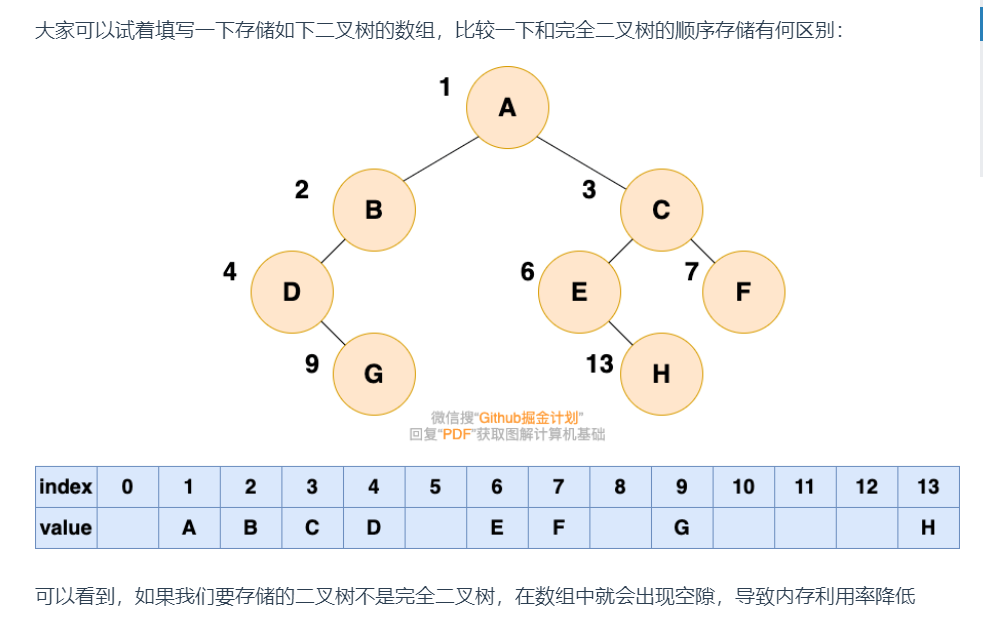 大家可以试着填写一下存储如下二叉树的数组，比较一下和完全二叉树的顺序存储有何区别：
1
A
2
B
3
C
4
D
6
E
7
F
9
G
13
H
微信搜"Github掘金计划"
回复"PDF"获取图解计算机基础
index 0 1 2 3 4 5 6 7 8 9 10 11 12 13
value A B C D E F G H
可以看到，如果我们要存储的二叉树不是完全二叉树，在数组中就会出现空隙，导致内存利用率降低